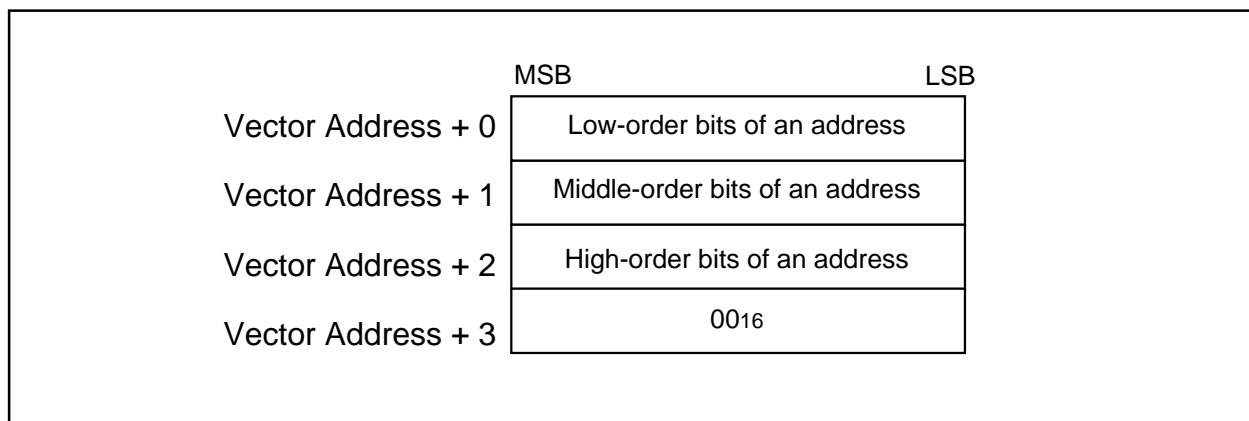 MSB LSB
Vector Address + 0 Low-order bits of an address
Vector Address + 1 Middle-order bits of an address
Vector Address + 2 High-order bits of an address
Vector Address + 3 0016